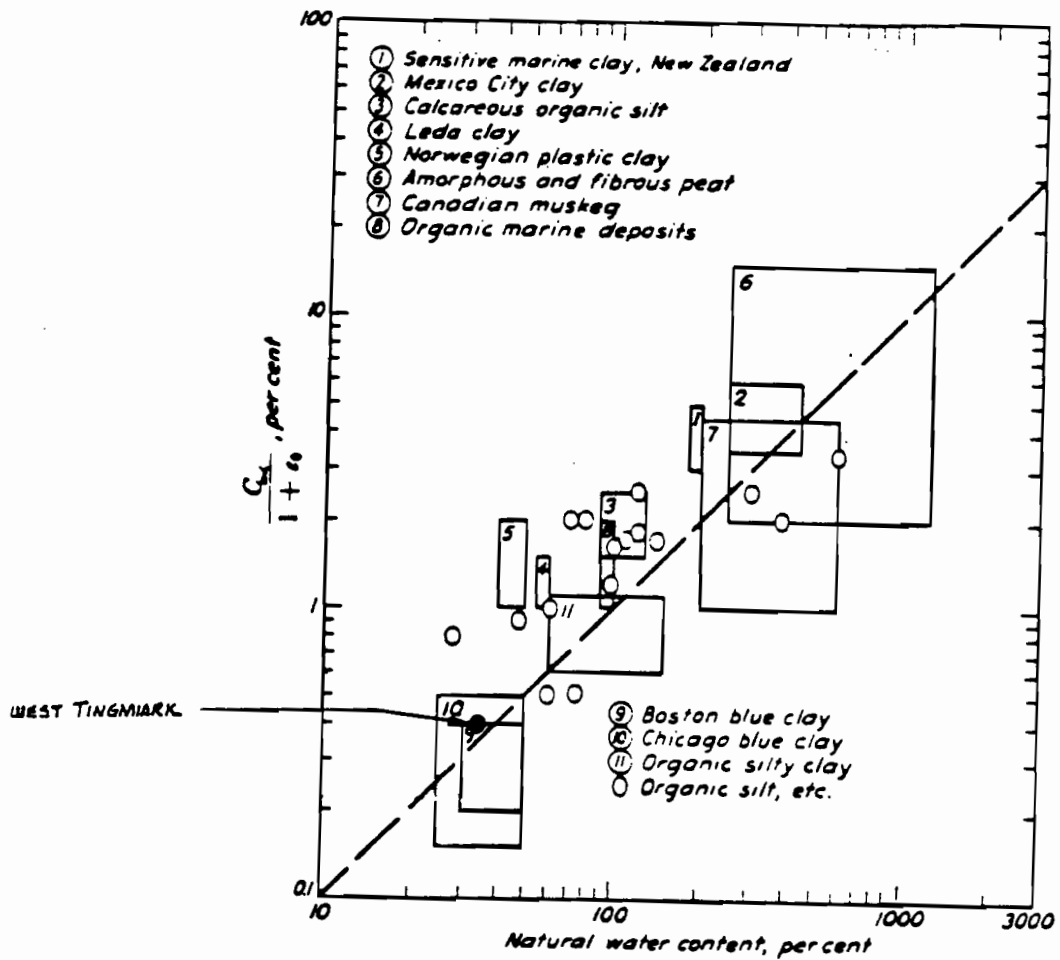 100
① Sensitive marine clay, New Zealand
② Mexico City clay
③ Calcareous organic silt
④ Leda clay
⑤ Norwegian plastic clay
⑥ Amorphous and fibrous peat
⑦ Canadian muskeg
⑧ Organic marine deposits
6
10
2
1
7
3
8
5
4
11
1
Cα / 1 + e₀, per cent
WEST TINGMIARK
10
9
⑨ Boston blue clay
⑩ Chicago blue clay
⑪ Organic silty clay
O Organic silt, etc.
0.1
10 100 1000 3000
Natural water content, per cent